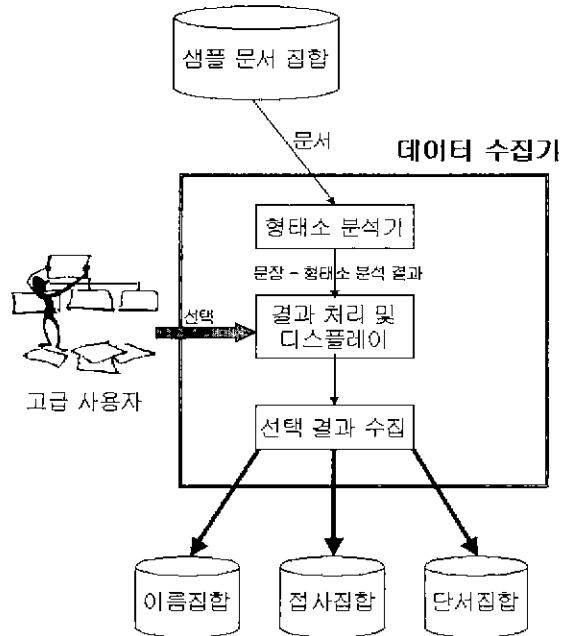 샘플 문서 집합
문서
데이터 수집기
형태소 분석기
문장 - 형태소 분석 결과
선택
결과 처리 및
디스플레이
고급 사용자
선택 결과 수집
이름집합
접사집합
단서집합